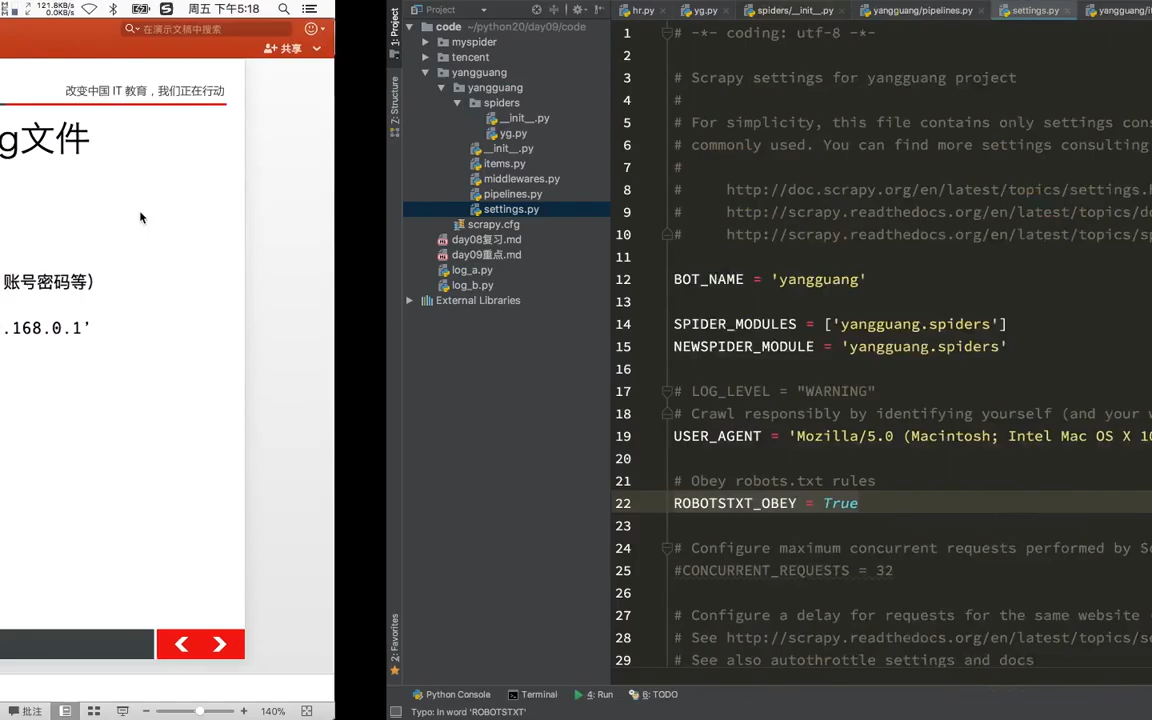 121.8KB/s
0.0KB/s
周五 下午5:18
在演示文稿中搜索
共享
改变中国 IT 教育，我们正在行动
g文件
账号密码等）
.168.0.1’
批注
140%
1: Project
7: Structure
2: Favorites
Project
code ~/python20/day09/code
myspider
tencent
yangguang
yangguang
spiders
__init__.py
yg.py
__init__.py
items.py
middlewares.py
pipelines.py
settings.py
scrapy.cfg
day08复习.md
day09重点.md
log_a.py
log_b.py
External Libraries
hr.py
yg.py
spiders/__init__.py
yangguang/pipelines.py
settings.py
yangguang/it
1 # -*- coding: utf-8 -*-
2
3 # Scrapy settings for yangguang project
4 #
5 # For simplicity, this file contains only settings cons
6 # commonly used. You can find more settings consulting
7 #
8 #     http://doc.scrapy.org/en/latest/topics/settings.h
9 #     http://scrapy.readthedocs.org/en/latest/topics/do
10 #     http://scrapy.readthedocs.org/en/latest/topics/sp
11
12 BOT_NAME = 'yangguang'
13
14 SPIDER_MODULES = ['yangguang.spiders']
15 NEWSPIDER_MODULE = 'yangguang.spiders'
16
17 # LOG_LEVEL = "WARNING"
18 # Crawl responsibly by identifying yourself (and your w
19 USER_AGENT = 'Mozilla/5.0 (Macintosh; Intel Mac OS X 10
20
21 # Obey robots.txt rules
22 ROBOTSTXT_OBEY = True
23
24 # Configure maximum concurrent requests performed by Sc
25 #CONCURRENT_REQUESTS = 32
26
27 # Configure a delay for requests for the same website (
28 # See http://scrapy.readthedocs.org/en/latest/topics/se
29 # See also autothrottle settings and docs
Python Console
Terminal
4: Run
6: TODO
Typo: In word 'ROBOTSTXT'